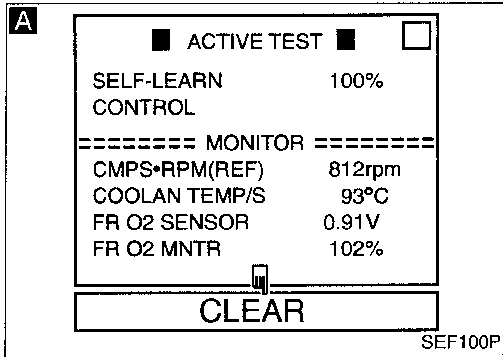 A
■ ACTIVE TEST ■
SELF-LEARN 100%
CONTROL
======== MONITOR ========
CMPS•RPM(REF) 812rpm
COOLAN TEMP/S 93°C
FR O2 SENSOR 0.91V
FR O2 MNTR 102%
CLEAR
SEF100P